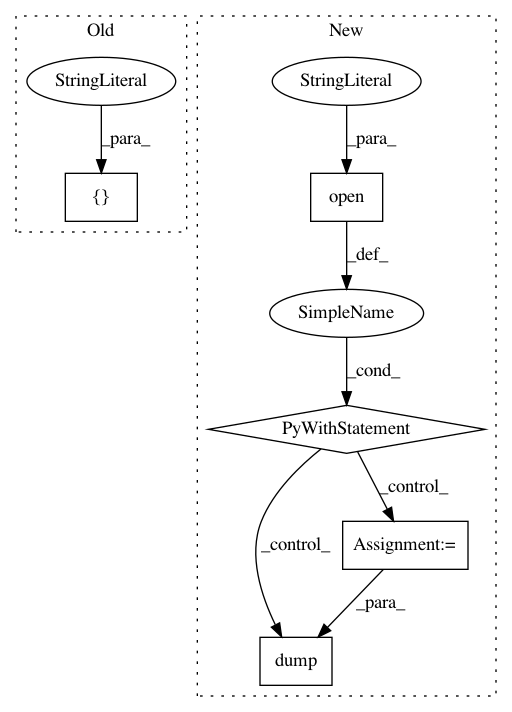 Old
StringLiteral
_para_
{}
New
StringLiteral
_para_
open
_def_
SimpleName
_cond_
PyWithStatement
_control_
_control_
Assignment:=
_para_
dump